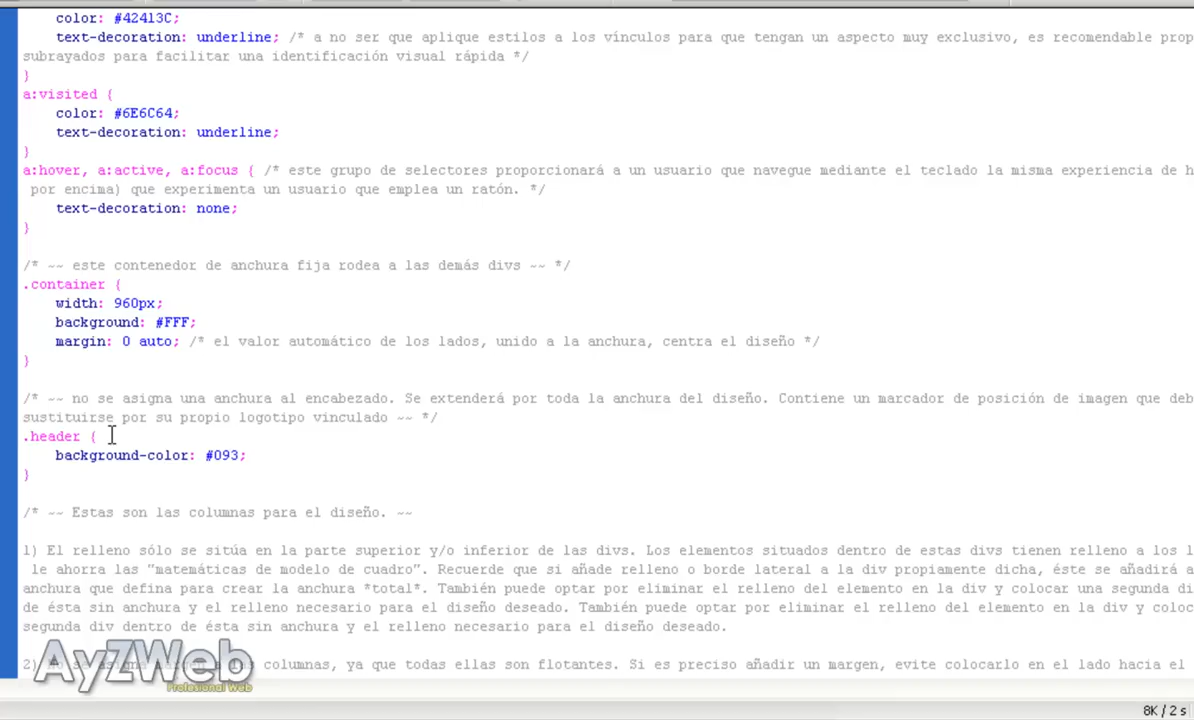 color: #42413C;
text-decoration: underline; /* a no ser que aplique estilos a los vínculos para que tengan un aspecto muy exclusivo, es recomendable prop
subrayados para facilitar una identificación visual rápida */
}
a:visited {
color: #6E6C64;
text-decoration: underline;
}
a:hover, a:active, a:focus { /* este grupo de selectores proporcionará a un usuario que navegue mediante el teclado la misma experiencia de h
por encima) que experimenta un usuario que emplea un ratón. */
text-decoration: none;
}
/* ~~ este contenedor de anchura fija rodea a las demás divs ~~ */
.container {
width: 960px;
background: #FFF;
margin: 0 auto; /* el valor automático de los lados, unido a la anchura, centra el diseño */
}
/* ~~ no se asigna una anchura al encabezado. Se extenderá por toda la anchura del diseño. Contiene un marcador de posición de imagen que deb
sustituirse por su propio logotipo vinculado ~~ */
.header {
background-color: #093;
}
/* ~~ Estas son las columnas para el diseño. ~~
1) El relleno sólo se sitúa en la parte superior y/o inferior de las divs. Los elementos situados dentro de estas divs tienen relleno a los l
le ahorra las "matemáticas de modelo de cuadro". Recuerde que si añade relleno o borde lateral a la div propiamente dicha, éste se añadirá a
anchura que defina para crear la anchura *total*. También puede optar por eliminar el relleno del elemento en la div y colocar una segunda di
de ésta sin anchura y el relleno necesario para el diseño deseado. También puede optar por eliminar el relleno del elemento en la div y coloc
segunda div dentro de ésta sin anchura y el relleno necesario para el diseño deseado.
2) No se asigna margen a las columnas, ya que todas ellas son flotantes. Si es preciso añadir un margen, evite colocarlo en el lado hacia el
AyZWeb
Profesional Web
8K / 2 s